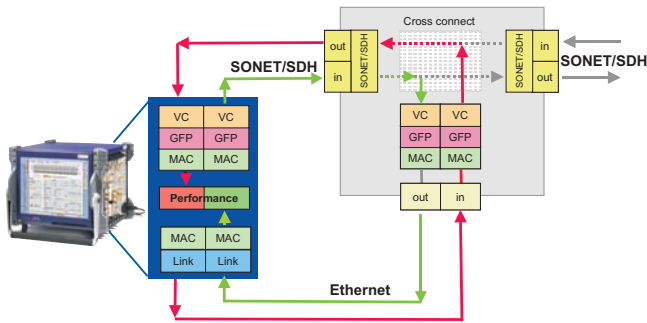 Cross connect
out
in
SONET/SDH
SONET/SDH
in
out
SONET/SDH
SONET/SDH
VC VC
GFP GFP
MAC MAC
Performance
MAC MAC
Link Link
VC VC
GFP GFP
MAC MAC
out in
Ethernet